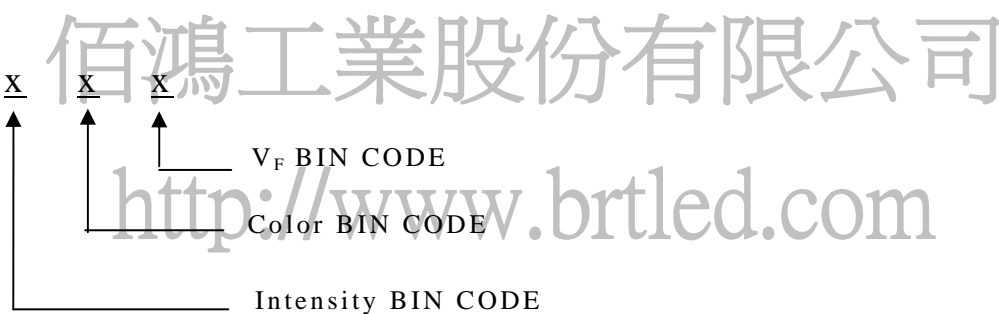 佰鴻工業股份有限公司
X X X
V_F BIN CODE
http://www.brtled.com
Color BIN CODE
Intensity BIN CODE